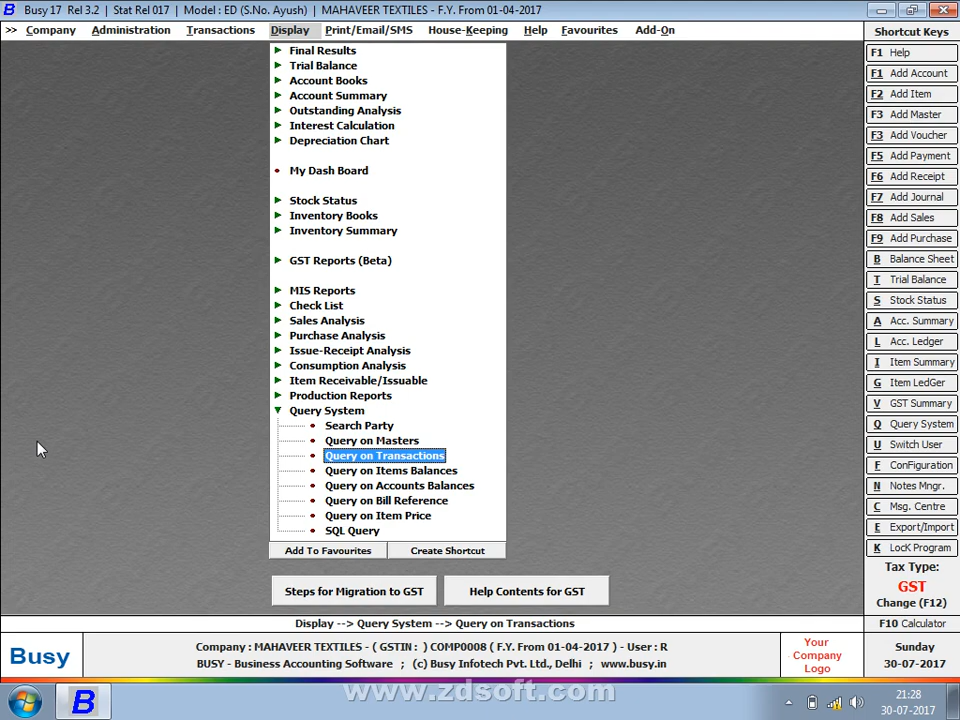 Busy 17 Rel 3.2 | Stat Rel 017 | Model : ED (S.No. Ayush) | MAHAVEER TEXTILES - F.Y. From 01-04-2017
>> Company Administration Transactions Display Print/Email/SMS House-Keeping Help Favourites Add-On
Final Results
Trial Balance
Account Books
Account Summary
Outstanding Analysis
Interest Calculation
Depreciation Chart
My Dash Board
Stock Status
Inventory Books
Inventory Summary
GST Reports (Beta)
MIS Reports
Check List
Sales Analysis
Purchase Analysis
Issue-Receipt Analysis
Consumption Analysis
Item Receivable/Issuable
Production Reports
Query System
Search Party
Query on Masters
Query on Transactions
Query on Items Balances
Query on Accounts Balances
Query on Bill Reference
Query on Item Price
SQL Query
Add To Favourites Create Shortcut
Steps for Migration to GST Help Contents for GST
Shortcut Keys
F1 Help
F1 Add Account
F2 Add Item
F3 Add Master
F3 Add Voucher
F5 Add Payment
F6 Add Receipt
F7 Add Journal
F8 Add Sales
F9 Add Purchase
B Balance Sheet
T Trial Balance
S Stock Status
A Acc. Summary
L Acc. Ledger
I Item Summary
G Item LedGer
V GST Summary
Q Query System
U Switch User
F Configuration
N Notes Mngr.
C Msg. Centre
E Export/Import
K LocK Program
Tax Type:
GST
Change (F12)
Display --> Query System --> Query on Transactions
F10 Calculator
Busy
Company : MAHAVEER TEXTILES - ( GSTIN : ) COMP0008 ( F.Y. From 01-04-2017 ) - User : R
BUSY - Business Accounting Software ; (c) Busy Infotech Pvt. Ltd., Delhi ; www.busy.in
Your
Company
Logo
Sunday
30-07-2017
www.zdsoft.com
21:28
30-07-2017